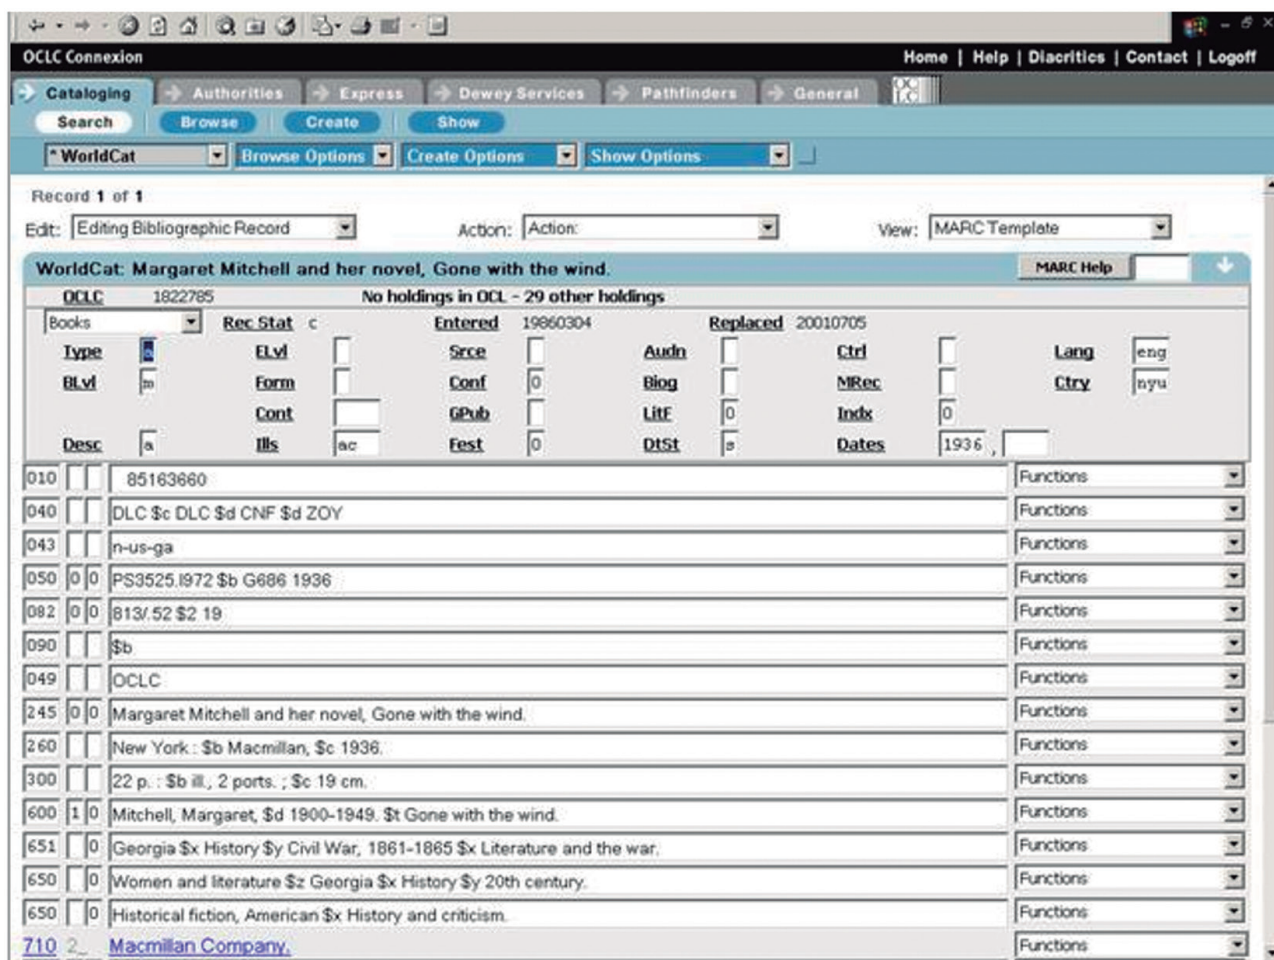 OCLC Connexion Home | Help | Diacritics | Contact | Logoff
Cataloging Authorities Express Dewey Services Pathfinders General OCLC
Search Browse Create Show
* WorldCat Browse Options Create Options Show Options
Record 1 of 1
Edit: Editing Bibliographic Record Action: Action: View: MARC Template
WorldCat: Margaret Mitchell and her novel, Gone with the wind. MARC Help
OCLC 1822785 No holdings in OCL - 29 other holdings
Books Rec Stat c Entered 19860304 Replaced 20010705
Type a ELvl Srce Audn Ctrl Lang eng
BLvl m Form Conf 0 Biog MRec Ctry nyu
Cont GPub LitF 0 Indx 0
Desc a Ills ac Fest 0 DtSt s Dates 1936 ,
010 85163660 Functions
040 DLC $c DLC $d CNF $d ZOY Functions
043 n-us-ga Functions
050 0 0 PS3525.I972 $b G686 1936 Functions
082 0 0 813/.52 $2 19 Functions
090 $b Functions
049 OCLC Functions
245 0 0 Margaret Mitchell and her novel, Gone with the wind. Functions
260 New York : $b Macmillan, $c 1936. Functions
300 22 p. : $b ill., 2 ports. ; $c 19 cm. Functions
600 1 0 Mitchell, Margaret, $d 1900-1949. $t Gone with the wind. Functions
651 0 Georgia $x History $y Civil War, 1861-1865 $x Literature and the war. Functions
650 0 Women and literature $z Georgia $x History $y 20th century. Functions
650 0 Historical fiction, American $x History and criticism. Functions
710 2_ Macmillan Company. Functions